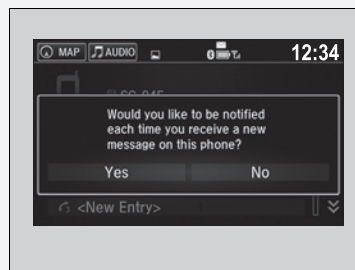 MAP AUDIO 12:34
Would you like to be notified
each time you receive a new
message on this phone?
Yes No
<New Entry>